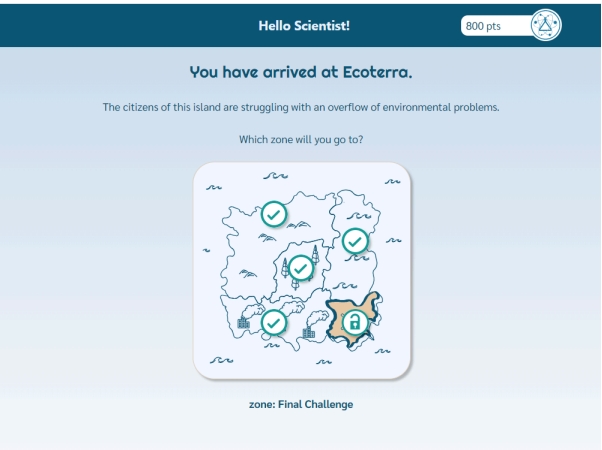 Hello Scientist!
800 pts
You have arrived at Ecoterra.
The citizens of this island are struggling with an overflow of environmental problems.
Which zone will you go to?
zone: Final Challenge